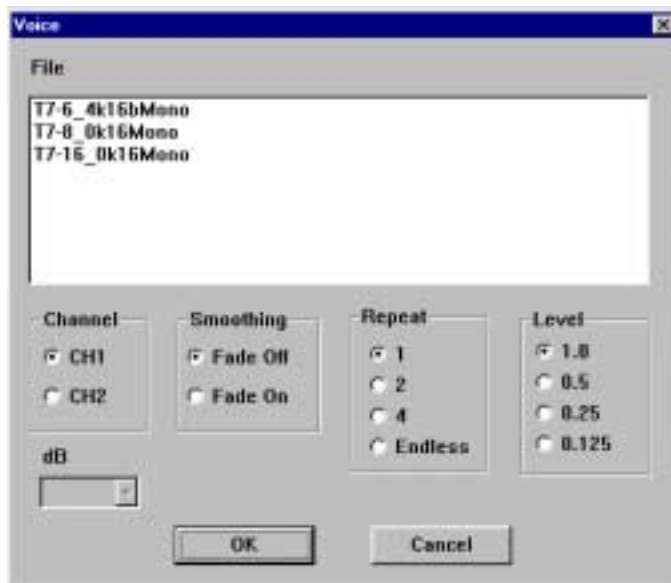 Voice
File
T7-6_4k16bMono
T7-8_0k16Mono
T7-16_0k16Mono
Channel
CH1
CH2
Smoothing
Fade Off
Fade On
Repeat
1
2
4
Endless
Level
1.0
0.5
0.25
0.125
dB
OK
Cancel